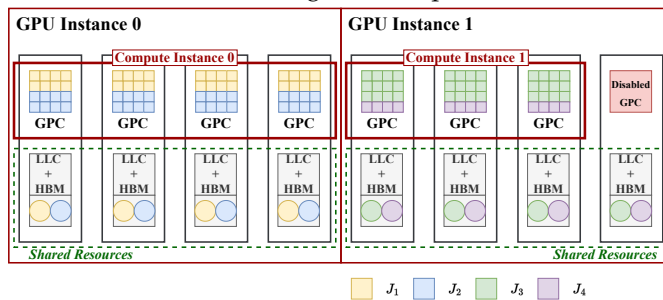 GPU Instance 0
GPU Instance 1
Compute Instance 0
Compute Instance 1
GPC GPC GPC GPC GPC GPC GPC
Disabled
GPC
LLC LLC LLC LLC LLC LLC LLC LLC
+ + + + + + + +
HBM HBM HBM HBM HBM HBM HBM HBM
Shared Resources
Shared Resources
J1 J2 J3 J4